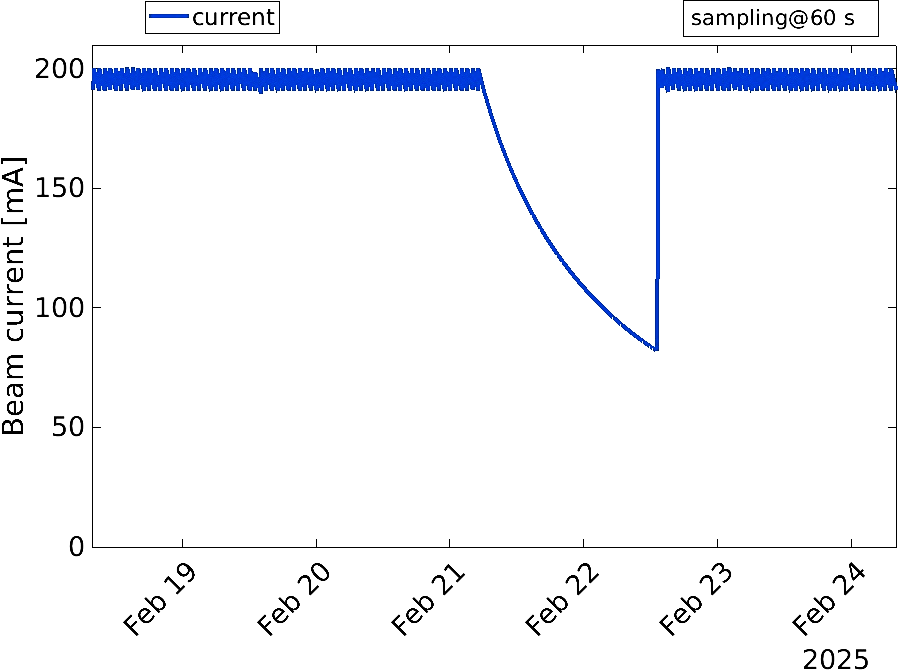 current
sampling@60 s
Beam current [mA]
200
150
100
50
0
Feb 19
Feb 20
Feb 21
Feb 22
Feb 23
Feb 24
2025